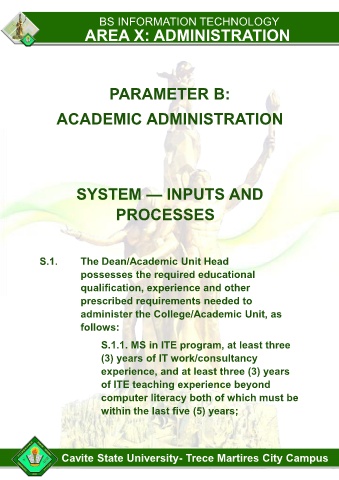 BS INFORMATION TECHNOLOGY
AREA X: ADMINISTRATION
PARAMETER B:
ACADEMIC ADMINISTRATION
SYSTEM — INPUTS AND
PROCESSES
S.1. The Dean/Academic Unit Head
possesses the required educational
qualification, experience and other
prescribed requirements needed to
administer the College/Academic Unit, as
follows:
S.1.1. MS in ITE program, at least three
(3) years of IT work/consultancy
experience, and at least three (3) years
of ITE teaching experience beyond
computer literacy both of which must be
within the last five (5) years;
Cavite State University- Trece Martires City Campus